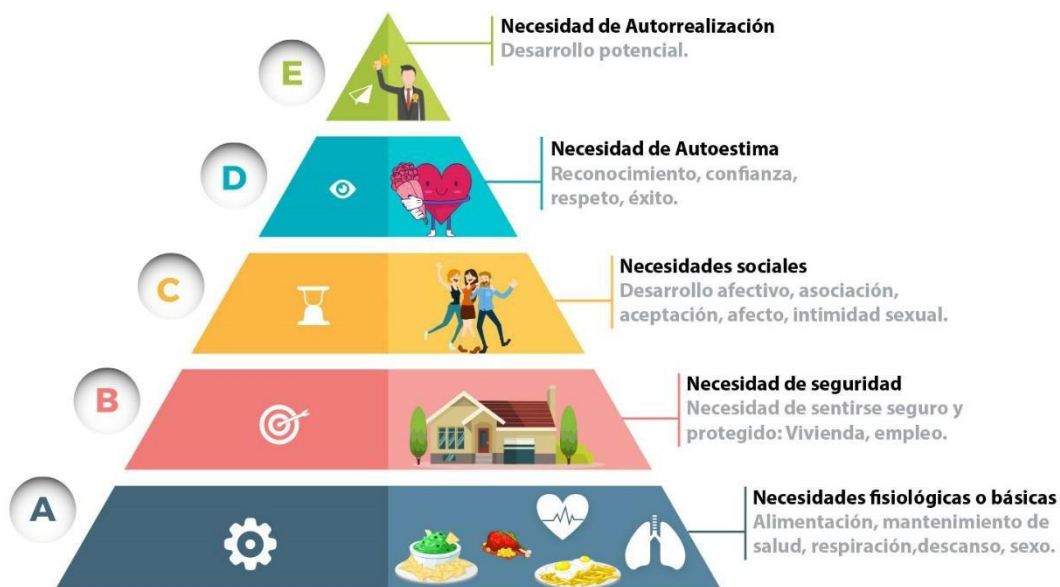 E
Necesidad de Autorrealización
Desarrollo potencial.
D
Necesidad de Autoestima
Reconocimiento, confianza,
respeto, éxito.
C
Necesidades sociales
Desarrollo afectivo, asociación,
aceptación, afecto, intimidad sexual.
B
Necesidad de seguridad
Necesidad de sentirse seguro y
protegido: Vivienda, empleo.
A
Necesidades fisiológicas o básicas
Alimentación, mantenimiento de
salud, respiración,descanso, sexo.